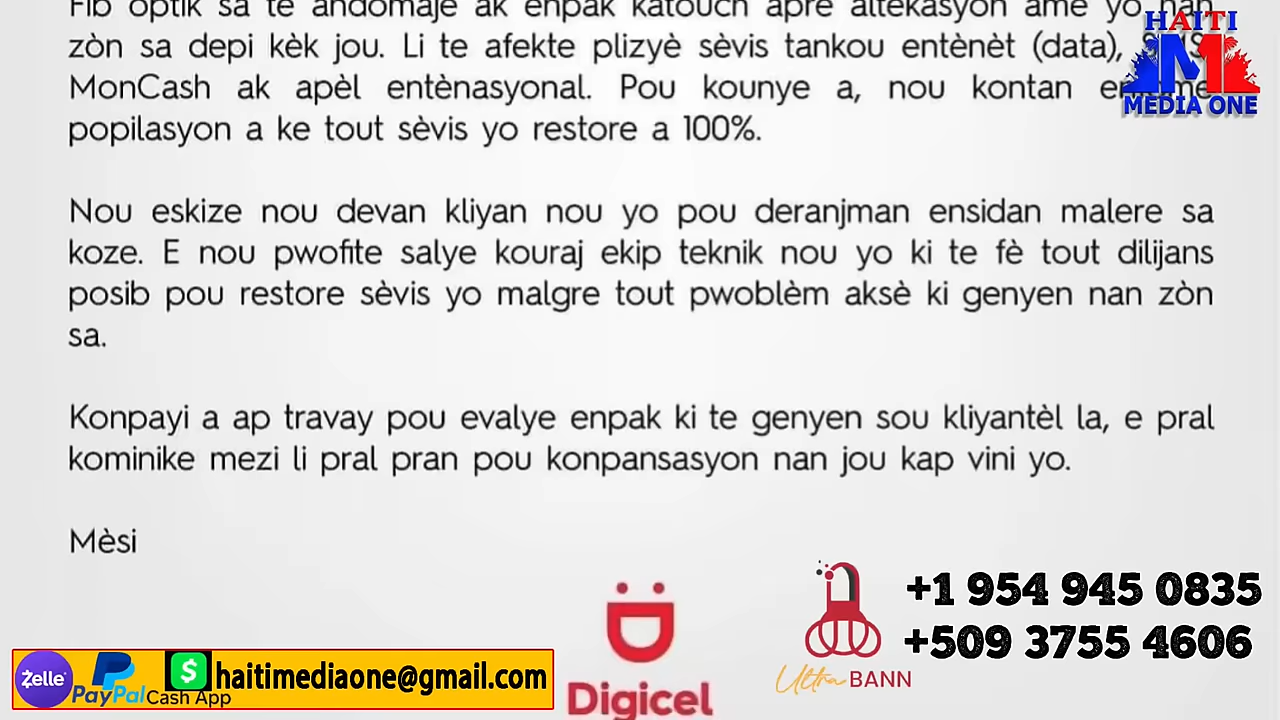 Fib optik sa te andomaje ak enpak katouch apre altèkasyon ame yo nan
zòn sa depi kèk jou. Li te afekte plizyè sèvis tankou entènèt (data), SMS,
MonCash ak apèl entènasyonal. Pou kounye a, nou kontan enfòme
popilasyon a ke tout sèvis yo restore a 100%.
Nou eskize nou devan kliyan nou yo pou deranjman ensidan malere sa
koze. E nou pwofite salye kouraj ekip teknik nou yo ki te fè tout dilijans
posib pou restore sèvis yo malgre tout pwoblèm aksè ki genyen nan zòn
sa.
Konpayi a ap travay pou evalye enpak ki te genyen sou kliyantèl la, e pral
kominike mezi li pral pran pou konpansasyon nan jou kap vini yo.
Mèsi
Digicel
HAITI
M
MEDIA ONE
Ultra BANN
+1 954 945 0835
+509 3755 4606
Zelle
PayPal
$
Cash App
haitimediaone@gmail.com